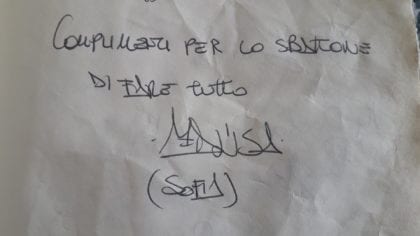 COMPLIMENTI PER LO SBATTONE
DI FARE TUTTO
(SOFIA)